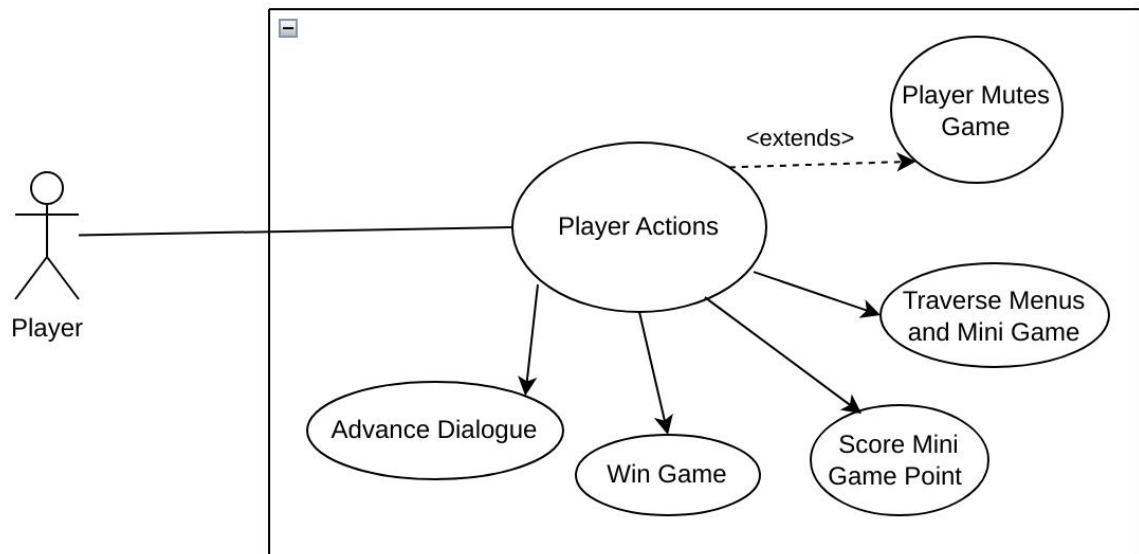 Player Mutes
Game
<extends>
Player Actions
Traverse Menus
and Mini Game
Player
Advance Dialogue
Score Mini
Game Point
Win Game